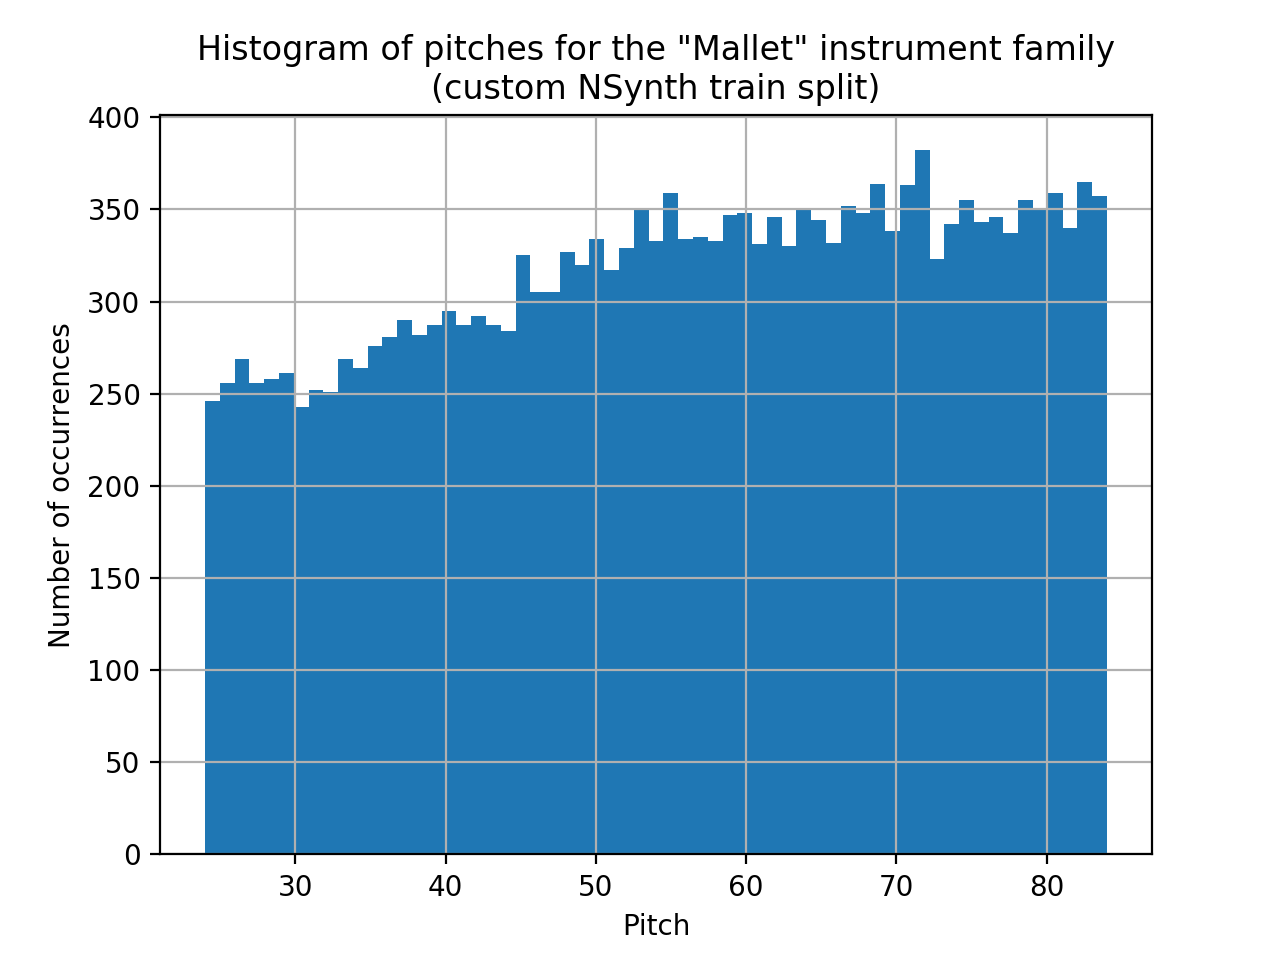 Histogram of pitches for the "Mallet" instrument family
(custom NSynth train split)
400
350
300
250
200
150
100
50
0
Number of occurrences
30 40 50 60 70 80
Pitch